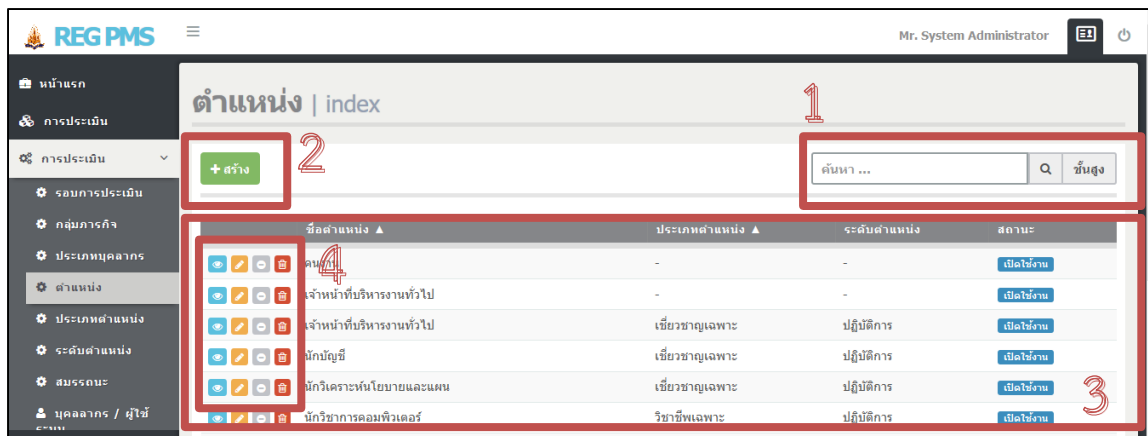 REG PMS
Mr. System Administrator
หน้าแรก
การประเมิน
การประเมิน
รอบการประเมิน
กลุ่มภารกิจ
ประเภทบุคลากร
ตำแหน่ง
ประเภทตำแหน่ง
ระดับตำแหน่ง
สมรรถนะ
บุคลากร / ผู้ใช้
ระบบ
ตำแหน่ง | index
1
2
+ สร้าง
ค้นหา ...
ขั้นสูง
ชื่อตำแหน่ง ▲ ประเภทตำแหน่ง ▲ ระดับตำแหน่ง สถานะ
4
คนงาน - - เปิดใช้งาน
เจ้าหน้าที่บริหารงานทั่วไป - - เปิดใช้งาน
เจ้าหน้าที่บริหารงานทั่วไป เชี่ยวชาญเฉพาะ ปฏิบัติการ เปิดใช้งาน
นักบัญชี เชี่ยวชาญเฉพาะ ปฏิบัติการ เปิดใช้งาน
นักวิเคราะห์นโยบายและแผน เชี่ยวชาญเฉพาะ ปฏิบัติการ เปิดใช้งาน
นักวิชาการคอมพิวเตอร์ วิชาชีพเฉพาะ ปฏิบัติการ เปิดใช้งาน
3